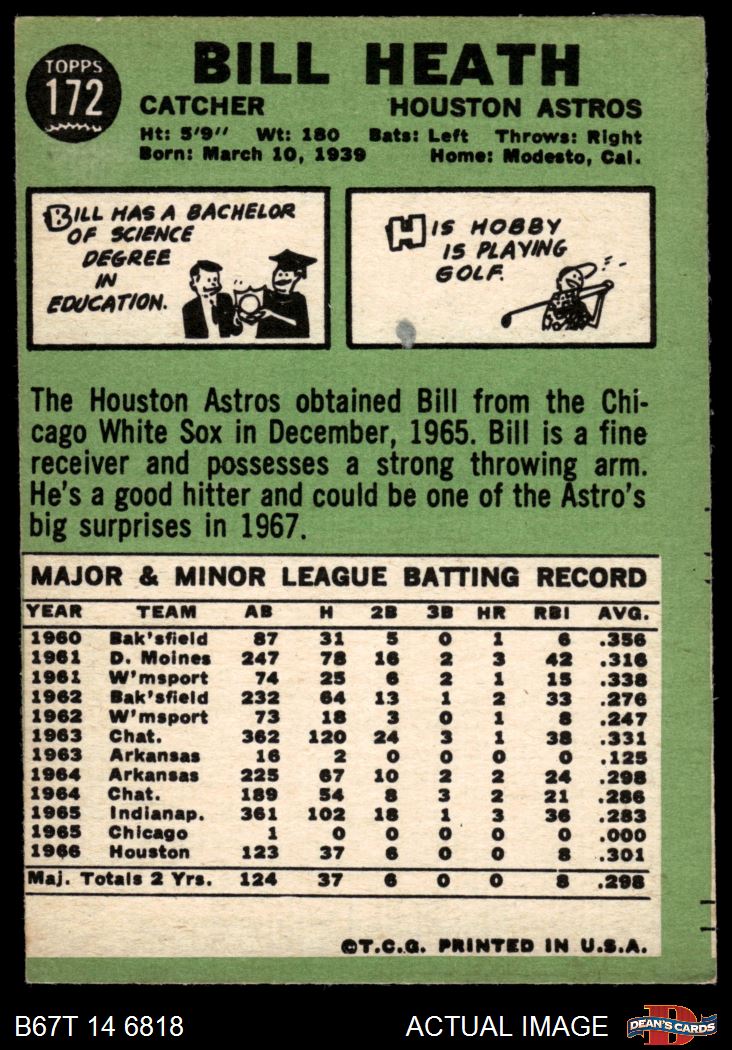 TOPPS
172
BILL HEATH
CATCHER HOUSTON ASTROS
Ht: 5'9" Wt: 180 Bats: Left Throws: Right
Born: March 10, 1939 Home: Modesto, Cal.
BILL HAS A BACHELOR
OF SCIENCE
DEGREE
IN
EDUCATION.
HIS HOBBY
IS PLAYING
GOLF.
The Houston Astros obtained Bill from the Chi-
cago White Sox in December, 1965. Bill is a fine
receiver and possesses a strong throwing arm.
He's a good hitter and could be one of the Astro's
big surprises in 1967.
MAJOR & MINOR LEAGUE BATTING RECORD
YEAR TEAM AB H 2B 3B HR RBI AVG.
1960 Bak'sfield 87 31 5 0 1 6 .356
1961 D. Moines 247 78 16 2 3 42 .316
1961 W'msport 74 25 6 2 1 15 .338
1962 Bak'sfield 232 64 13 1 2 33 .276
1962 W'msport 73 18 3 0 1 8 .247
1963 Chat. 362 120 24 3 1 38 .331
1963 Arkansas 16 2 0 0 0 0 .125
1964 Arkansas 225 67 10 2 2 24 .298
1964 Chat. 189 54 8 3 2 21 .286
1965 Indianap. 361 102 18 1 3 36 .283
1965 Chicago 1 0 0 0 0 0 .000
1966 Houston 123 37 6 0 0 8 .301
Maj. Totals 2 Yrs. 124 37 6 0 0 8 .298
©T.C.G. PRINTED IN U.S.A.
B67T 14 6818 ACTUAL IMAGE
D
DEAN'S CARDS